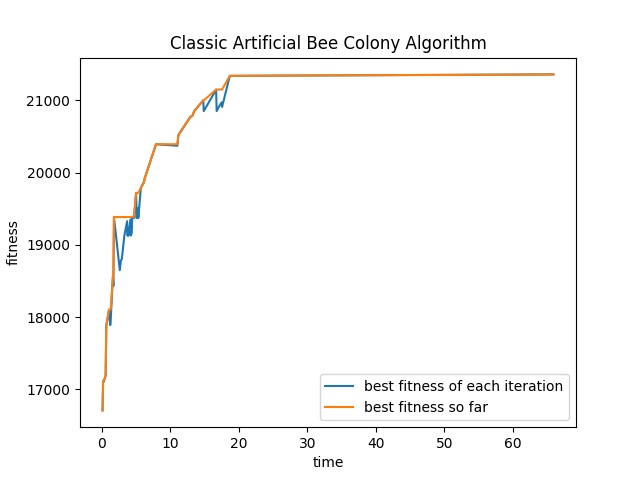 Classic Artificial Bee Colony Algorithm
21000
20000
19000
18000
17000
fitness
best fitness of each iteration
best fitness so far
0 10 20 30 40 50 60
time